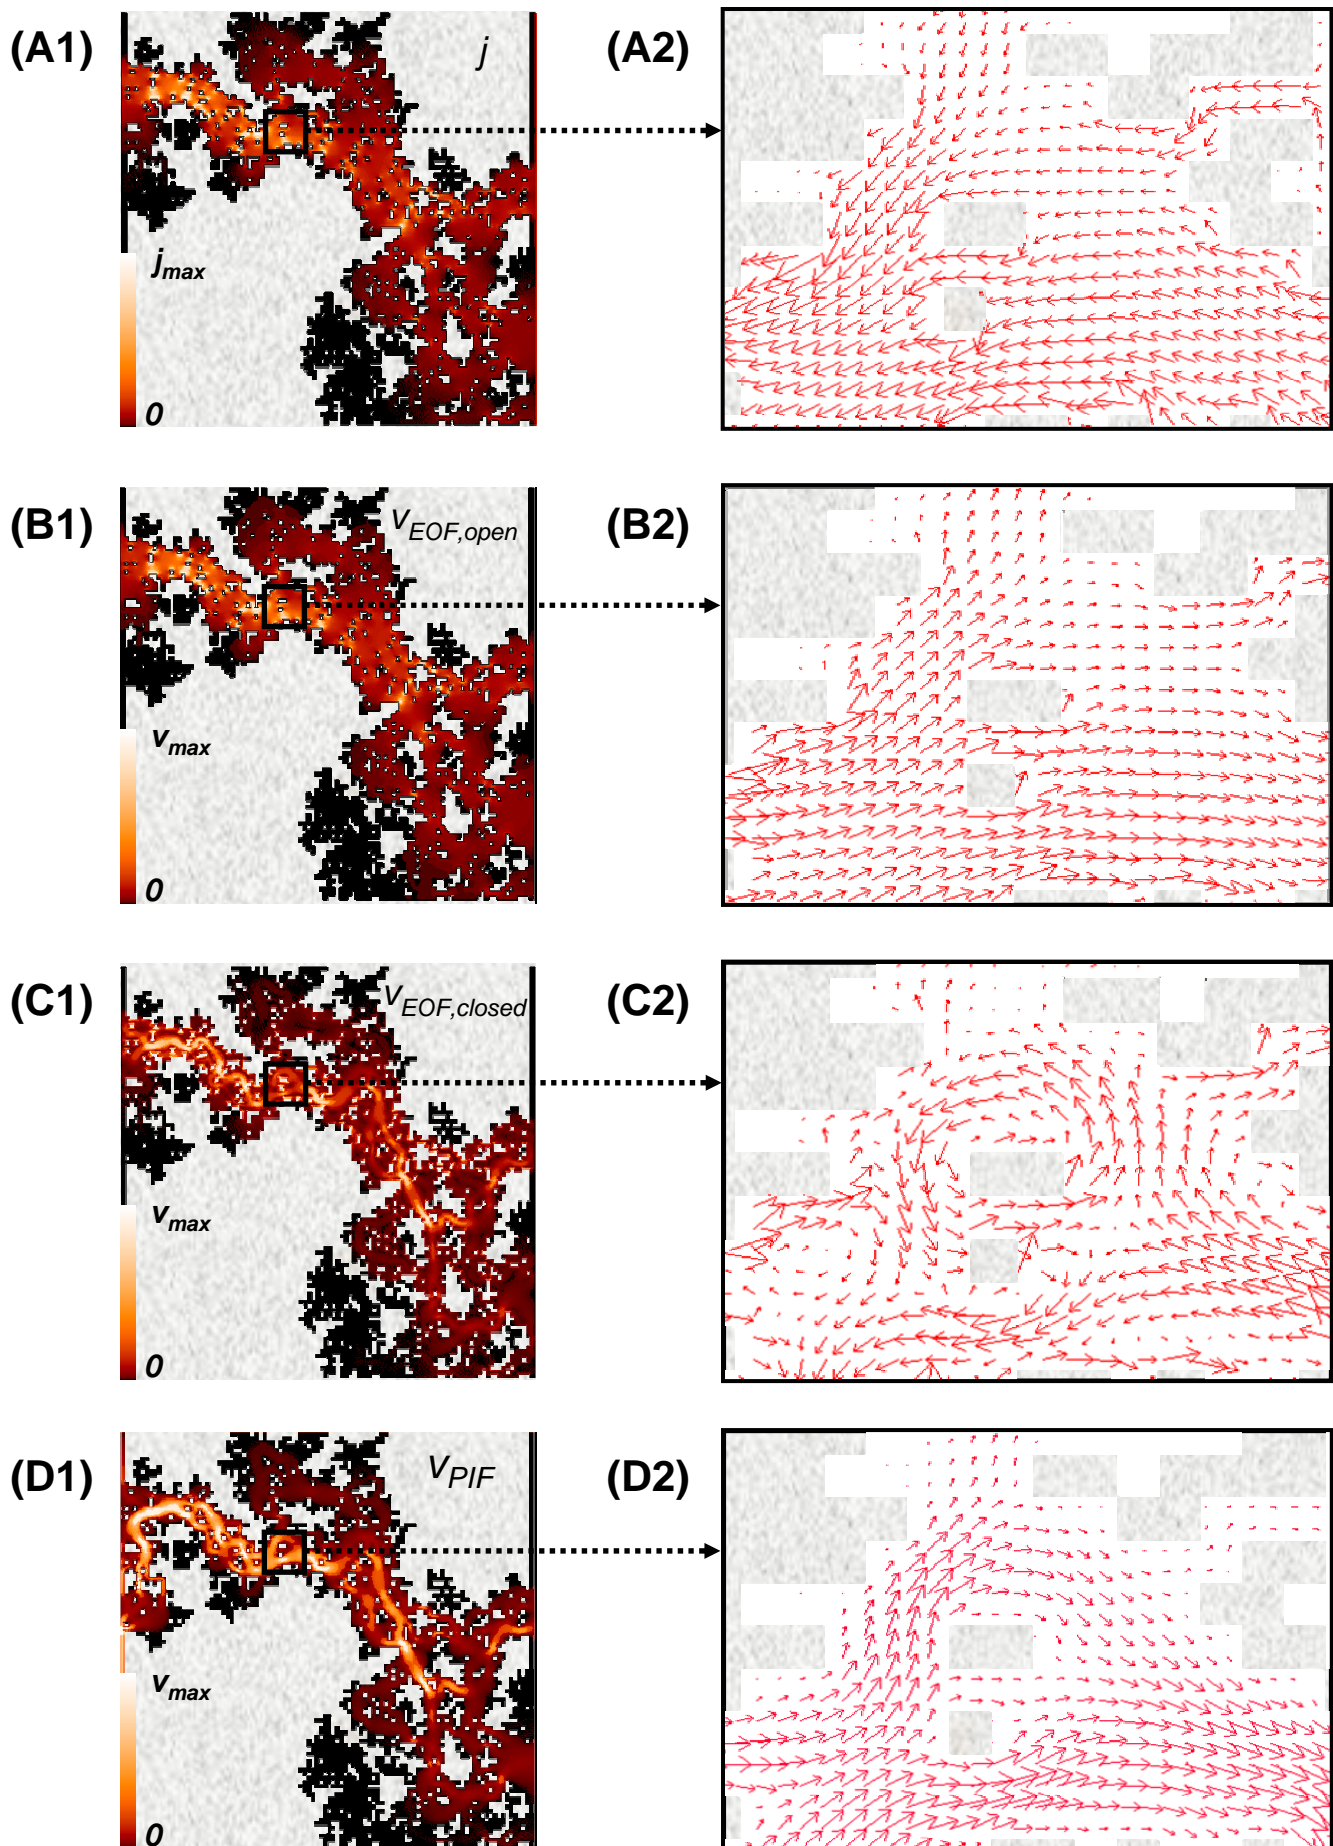 (A1)
j
(A2)
jmax
0
(B1)
vEOF,open
(B2)
vmax
0
(C1)
vEOF,closed
(C2)
vmax
0
(D1)
vPIF
(D2)
vmax
0